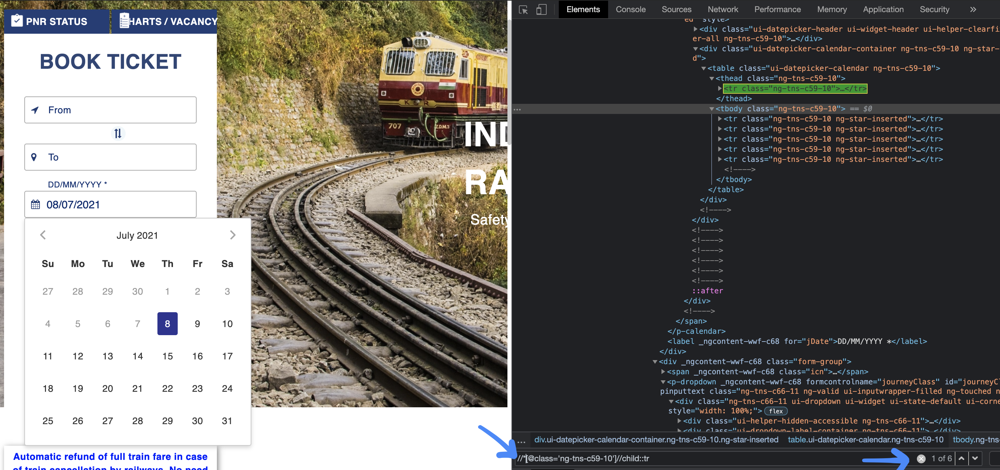 PNR STATUS
HARTS / VACANCY
BOOK TICKET
From
To
DD/MM/YYYY *
08/07/2021
July 2021
Su Mo Tu We Th Fr Sa
27 28 29 30 1 2 3
4 5 6 7 8 9 10
11 12 13 14 15 16 17
18 19 20 21 22 23 24
25 26 27 28 29 30 31
Automatic refund of full train fare in case
of train cancellation by railways. No need
KSR
707
Z.D.M.3
IND
RA
Safety
Elements Console Sources Network Performance Memory Application Security »
ed" style>
<div class="ui-datepicker-header ui-widget-header ui-helper-clearfi
er-all ng-tns-c59-10">…</div>
<div class="ui-datepicker-calendar-container ng-tns-c59-10 ng-star-
d">
<table class="ui-datepicker-calendar ng-tns-c59-10">
<thead class="ng-tns-c59-10">
<tr class="ng-tns-c59-10">…</tr>
</thead>
… <tbody class="ng-tns-c59-10"> == $0
<tr class="ng-tns-c59-10 ng-star-inserted">…</tr>
<tr class="ng-tns-c59-10 ng-star-inserted">…</tr>
<tr class="ng-tns-c59-10 ng-star-inserted">…</tr>
<tr class="ng-tns-c59-10 ng-star-inserted">…</tr>
<tr class="ng-tns-c59-10 ng-star-inserted">…</tr>
<!---->
</tbody>
</table>
</div>
<!---->
</div>
<!---->
<!---->
<!---->
<!---->
<!---->
<!---->
::after
</div>
<!---->
</span>
</p-calendar>
<label _ngcontent-wwf-c68 for="jDate">DD/MM/YYYY *</label>
</div>
<div _ngcontent-wwf-c68 class="form-group">
<span _ngcontent-wwf-c68 class="icn">…</span>
<p-dropdown _ngcontent-wwf-c68 formcontrolname="journeyClass" id="journeyC
pinputtext class="ng-tns-c66-11 ng-valid ui-inputwrapper-filled ng-touched n
<div class="ng-tns-c66-11 ui-dropdown ui-widget ui-state-default ui-corne
style="width: 100%;"> flex
<div class="ui-helper-hidden-accessible ng-tns-c66-11">…</div>
<div class="ui-dropdown-label-container ng-tns-c66-11">…</div>
… div.ui-datepicker-calendar-container.ng-tns-c59-10.ng-star-inserted table.ui-datepicker-calendar.ng-tns-c59-10 tbody.ng-tns-
//*[@class='ng-tns-c59-10']//child::tr 1 of 6